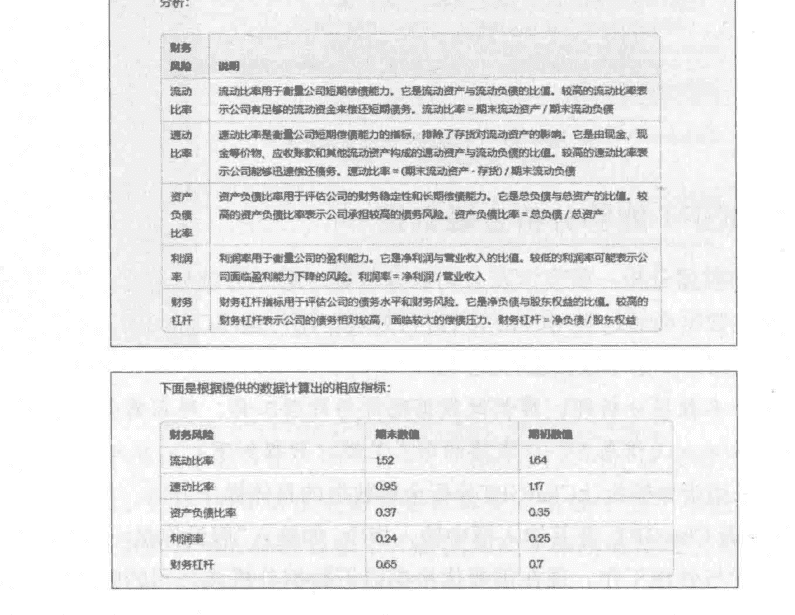 分析：
财务
风险 说明
流动 流动比率用于衡量公司短期偿债能力。它是流动资产与流动负债的比值。较高的流动比率表
比率 示公司有足够的流动资金来偿还短期债务。流动比率 = 期末流动资产 / 期末流动负债
速动 速动比率是衡量公司短期偿债能力的指标，排除了存货对流动资产的影响。它是由现金、现
比率 金等价物、应收账款和其他流动资产构成的速动资产与流动负债的比值。较高的速动比率表
示公司能够迅速偿还债务。速动比率 = (期末流动资产 - 存货) / 期末流动负债
资产 资产负债比率用于评估公司的财务稳定性和长期偿债能力。它是总负债与总资产的比值。较
负债 高的资产负债比率表示公司承担较高的债务风险。资产负债比率 = 总负债 / 总资产
比率
利润 利润率用于衡量公司的盈利能力。它是净利润与营业收入的比值。较低的利润率可能表示公
率 司面临盈利能力下降的风险。利润率 = 净利润 / 营业收入
财务 财务杠杆指标用于评估公司的债务水平和财务风险。它是净负债与股东权益的比值。较高的
杠杆 财务杠杆表示公司的债务相对较高，面临较大的偿债压力。财务杠杆 = 净负债 / 股东权益
下面是根据提供的数据计算出的相应指标：
财务风险 期末数值 期初数值
流动比率 1.52 1.64
速动比率 0.95 1.17
资产负债比率 0.37 0.35
利润率 0.24 0.25
财务杠杆 0.65 0.7